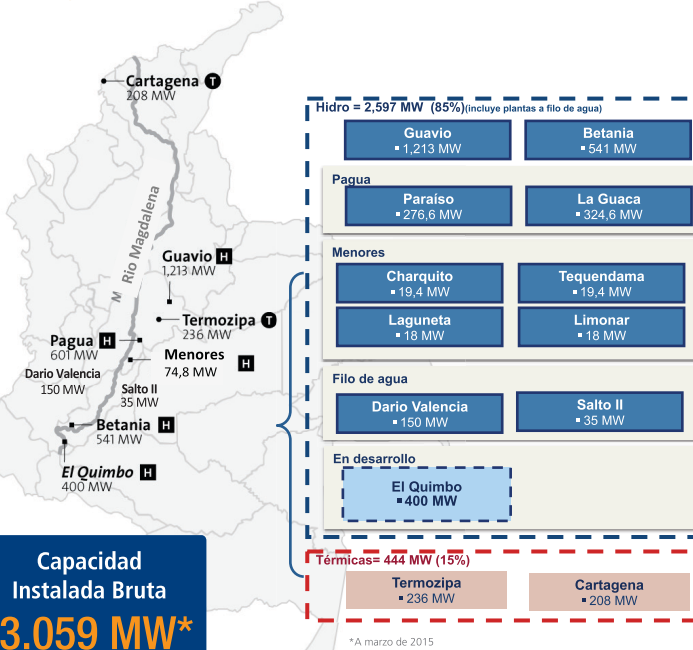 Cartagena T
208 MW
M Rio Magdalena
Guavio H
1,213 MW
Termozipa T
236 MW
Pagua H
601 MW
Menores H
74,8 MW
Dario Valencia
150 MW
Salto II
35 MW
Betania H
541 MW
El Quimbo H
400 MW
Capacidad
Instalada Bruta
3.059 MW*
Hidro = 2,597 MW (85%)(incluye plantas a filo de agua)
Guavio
▪ 1,213 MW
Betania
▪ 541 MW
Pagua
Paraíso
▪ 276,6 MW
La Guaca
▪ 324,6 MW
Menores
Charquito
▪ 19,4 MW
Tequendama
▪ 19,4 MW
Laguneta
▪ 18 MW
Limonar
▪ 18 MW
Filo de agua
Dario Valencia
▪ 150 MW
Salto II
▪ 35 MW
En desarrollo
El Quimbo
▪ 400 MW
Térmicas= 444 MW (15%)
Termozipa
▪ 236 MW
Cartagena
▪ 208 MW
*A marzo de 2015